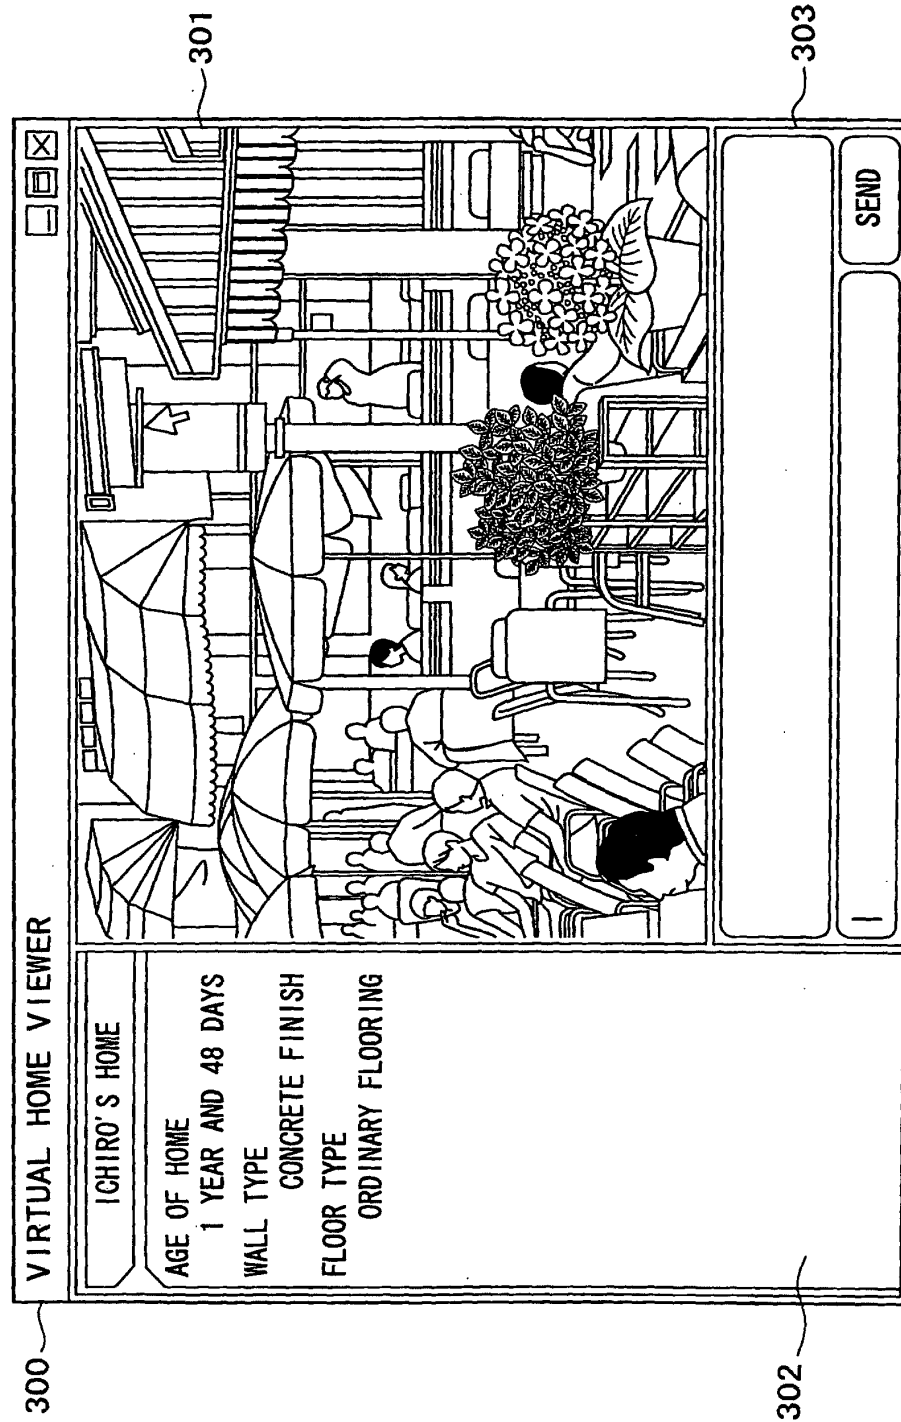 300
VIRTUAL HOME VIEWER
301
ICHIRO'S HOME
AGE OF HOME
1 YEAR AND 48 DAYS
WALL TYPE
CONCRETE FINISH
FLOOR TYPE
ORDINARY FLOORING
302
303
SEND